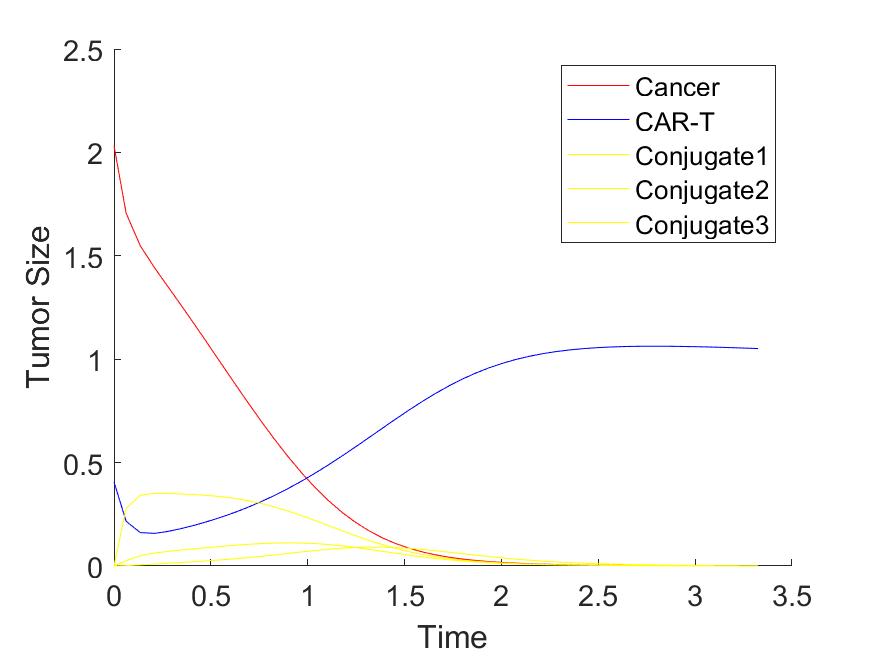 2.5
2
1.5
1
0.5
0
Tumor Size
Cancer
CAR-T
Conjugate1
Conjugate2
Conjugate3
0 0.5 1 1.5 2 2.5 3 3.5
Time